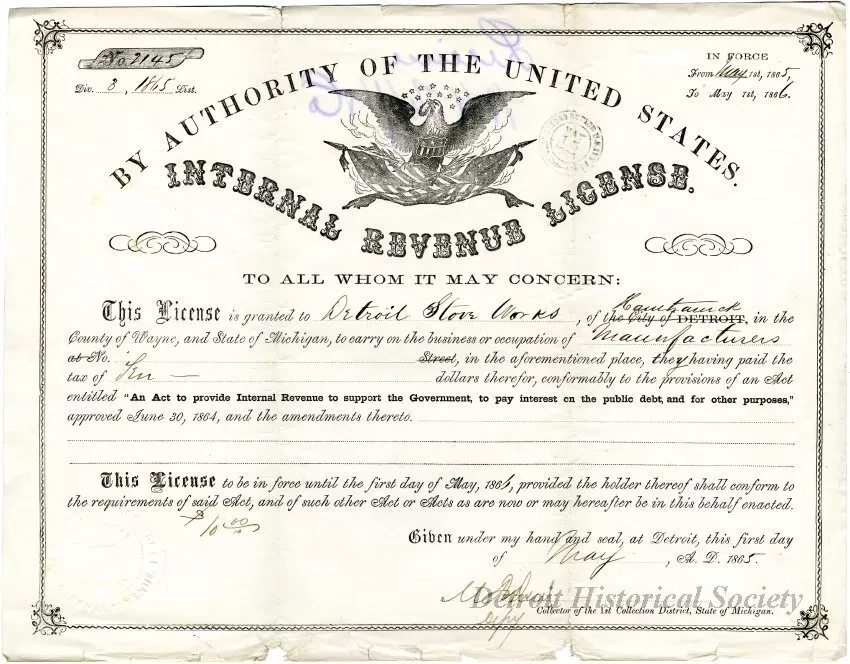 No. 2145
Div. 8, 1865 Dist.
IN FORCE
From May 1st, 1865,
To May 1st, 1866.
BY AUTHORITY OF THE UNITED STATES.
INTERNAL REVENUE LICENSE.
TO ALL WHOM IT MAY CONCERN:
Hamtramck
This License is granted to Detroit Stove Works, of the City of DETROIT, in the
County of Wayne, and State of Michigan, to carry on the business or occupation of Manufacturers
at No. Street, in the aforementioned place, they having paid the
tax of Ten — dollars therefor, conformably to the provisions of an Act
entitled "An Act to provide Internal Revenue to support the Government, to pay interest on the public debt, and for other purposes,"
approved June 30, 1864, and the amendments thereto.
This License to be in force until the first day of May, 1866, provided the holder thereof shall conform to
the requirements of said Act, and of such other Act or Acts as are now or may hereafter be in this behalf enacted.
$10.00
Given under my hand and seal, at Detroit, this first day
of May, A. D. 1865.
Detroit Historical Society
Collector of the 1st Collection District, State of Michigan.